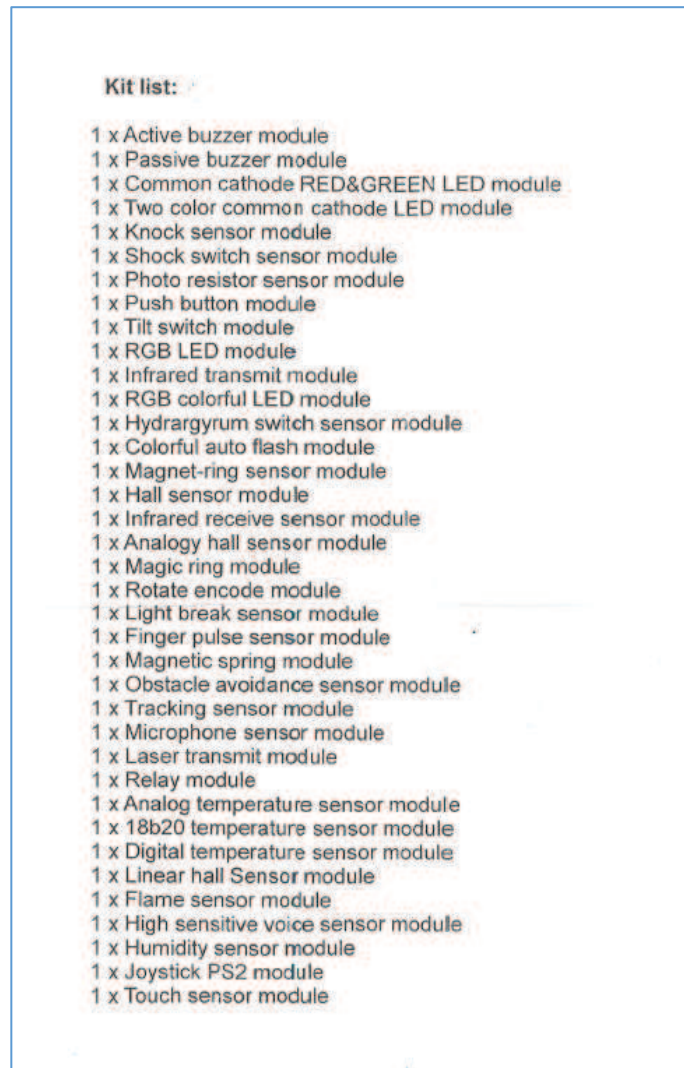 Kit list:
1 x Active buzzer module
1 x Passive buzzer module
1 x Common cathode RED&GREEN LED module
1 x Two color common cathode LED module
1 x Knock sensor module
1 x Shock switch sensor module
1 x Photo resistor sensor module
1 x Push button module
1 x Tilt switch module
1 x RGB LED module
1 x Infrared transmit module
1 x RGB colorful LED module
1 x Hydrargyrum switch sensor module
1 x Colorful auto flash module
1 x Magnet-ring sensor module
1 x Hall sensor module
1 x Infrared receive sensor module
1 x Analogy hall sensor module
1 x Magic ring module
1 x Rotate encode module
1 x Light break sensor module
1 x Finger pulse sensor module
1 x Magnetic spring module
1 x Obstacle avoidance sensor module
1 x Tracking sensor module
1 x Microphone sensor module
1 x Laser transmit module
1 x Relay module
1 x Analog temperature sensor module
1 x 18b20 temperature sensor module
1 x Digital temperature sensor module
1 x Linear hall Sensor module
1 x Flame sensor module
1 x High sensitive voice sensor module
1 x Humidity sensor module
1 x Joystick PS2 module
1 x Touch sensor module